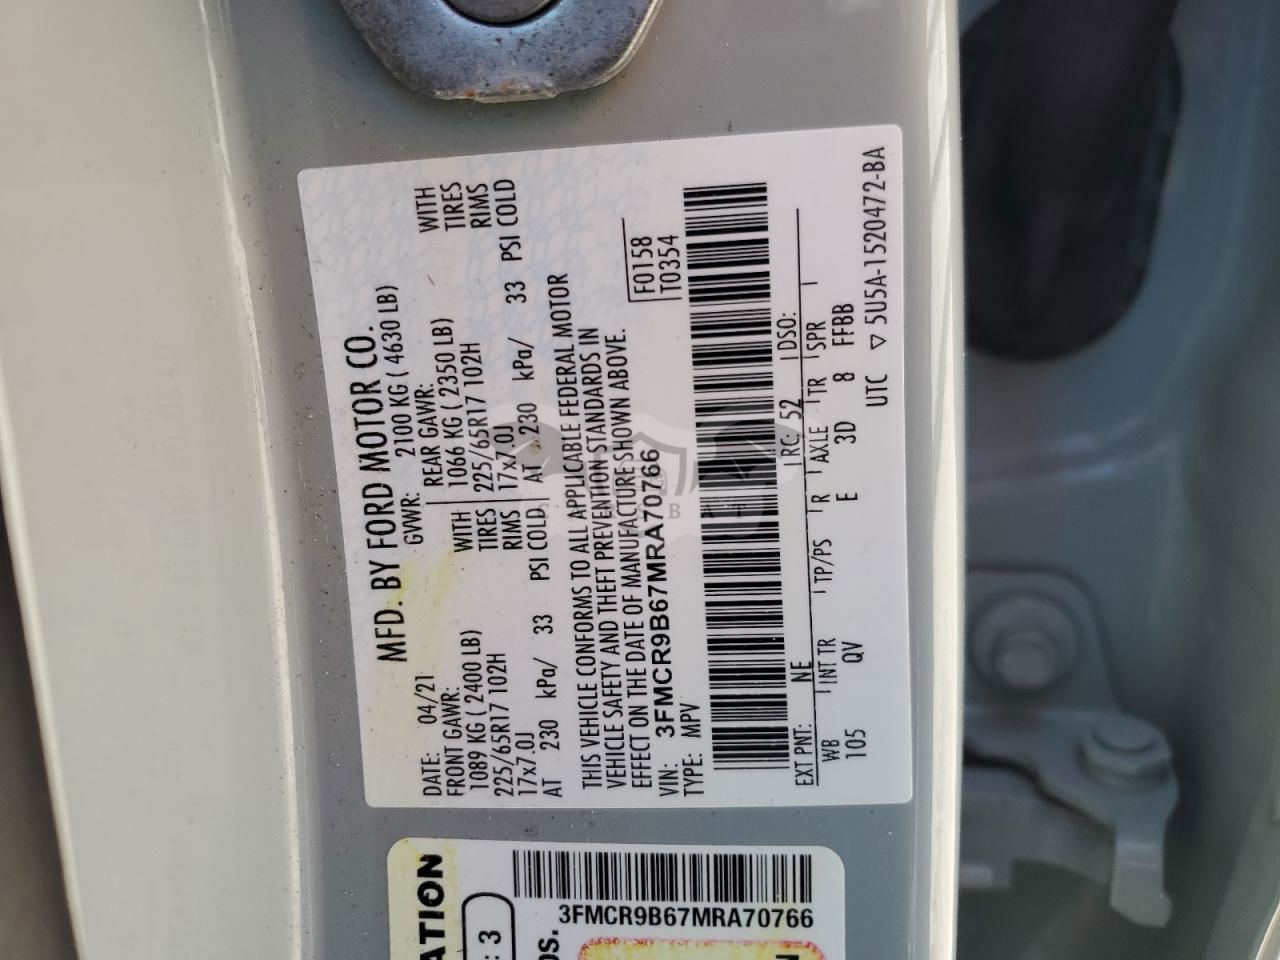 MFD. BY FORD MOTOR CO.
DATE: 04/21
GVWR: 2100 KG ( 4630 LB)
FRONT GAWR:
1089 KG ( 2400 LB)
225/65R17 102H
17x7.0J
WITH
TIRES
RIMS
AT 230 kPa/ 33 PSI COLD
REAR GAWR:
1066 KG ( 2350 LB)
225/65R17 102H
17x7.0J
WITH
TIRES
RIMS
AT 230 kPa/ 33 PSI COLD
THIS VEHICLE CONFORMS TO ALL APPLICABLE FEDERAL MOTOR
VEHICLE SAFETY AND THEFT PREVENTION STANDARDS IN
EFFECT ON THE DATE OF MANUFACTURE SHOWN ABOVE.
VIN: 3FMCR9B67MRA70766
TYPE: MPV
F0158
T0354
EXT PNT: NE RC: 52 DSO:
WB INT TR TP/PS R AXLE TR SPR
105 QV E 3D 8 FFBB
UTC ▽ 5U5A-1520472-BA
3FMCR9B67MRA70766